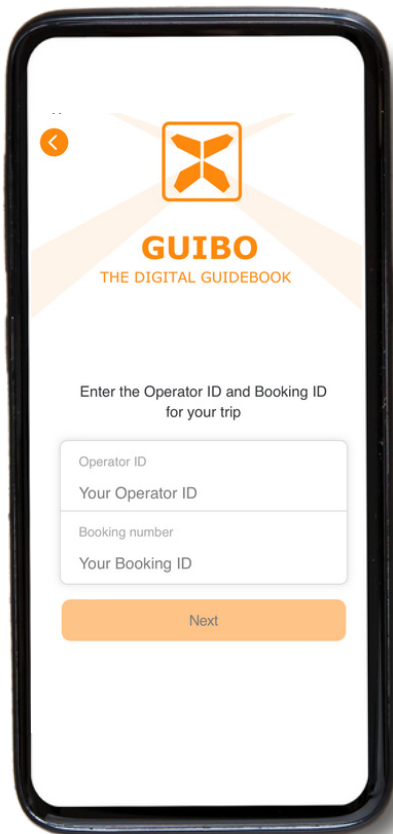 GUIBO
THE DIGITAL GUIDEBOOK
Enter the Operator ID and Booking ID
for your trip
Operator ID
Your Operator ID
Booking number
Your Booking ID
Next